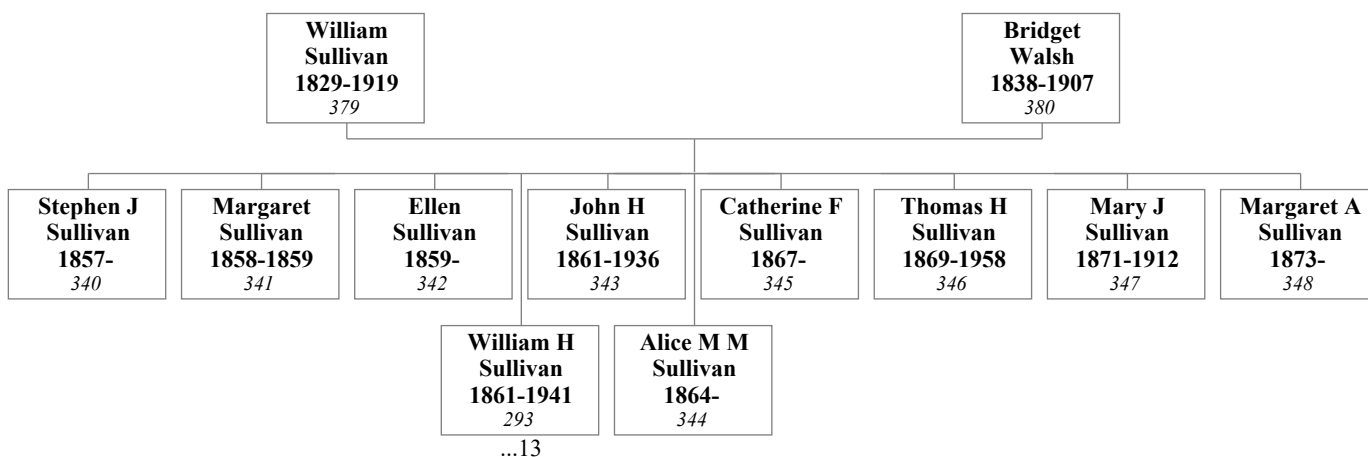 William
Sullivan
1829-1919
379
Bridget
Walsh
1838-1907
380
Stephen J
Sullivan
1857-
340
Margaret
Sullivan
1858-1859
341
Ellen
Sullivan
1859-
342
John H
Sullivan
1861-1936
343
Catherine F
Sullivan
1867-
345
Thomas H
Sullivan
1869-1958
346
Mary J
Sullivan
1871-1912
347
Margaret A
Sullivan
1873-
348
William H
Sullivan
1861-1941
293
...13
Alice M M
Sullivan
1864-
344